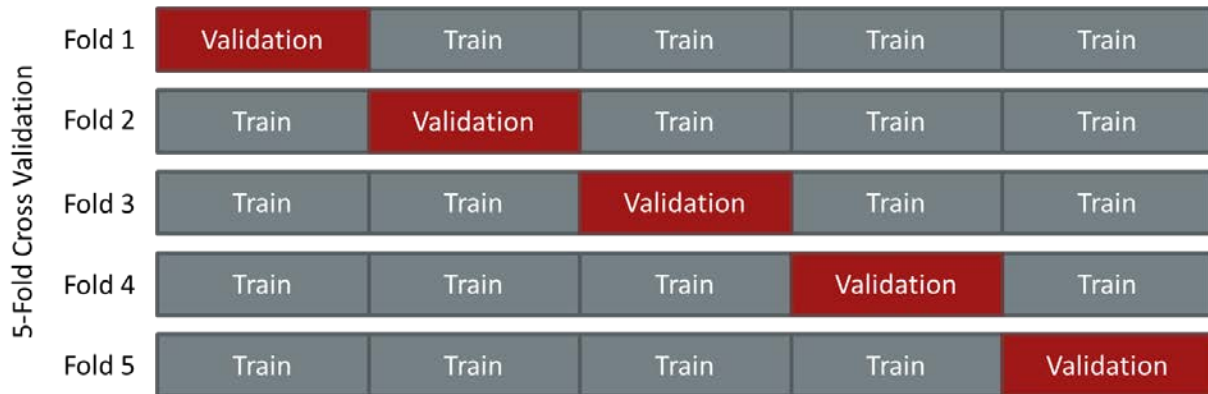 5-Fold Cross Validation
Fold 1 Validation Train Train Train Train
Fold 2 Train Validation Train Train Train
Fold 3 Train Train Validation Train Train
Fold 4 Train Train Train Validation Train
Fold 5 Train Train Train Train Validation